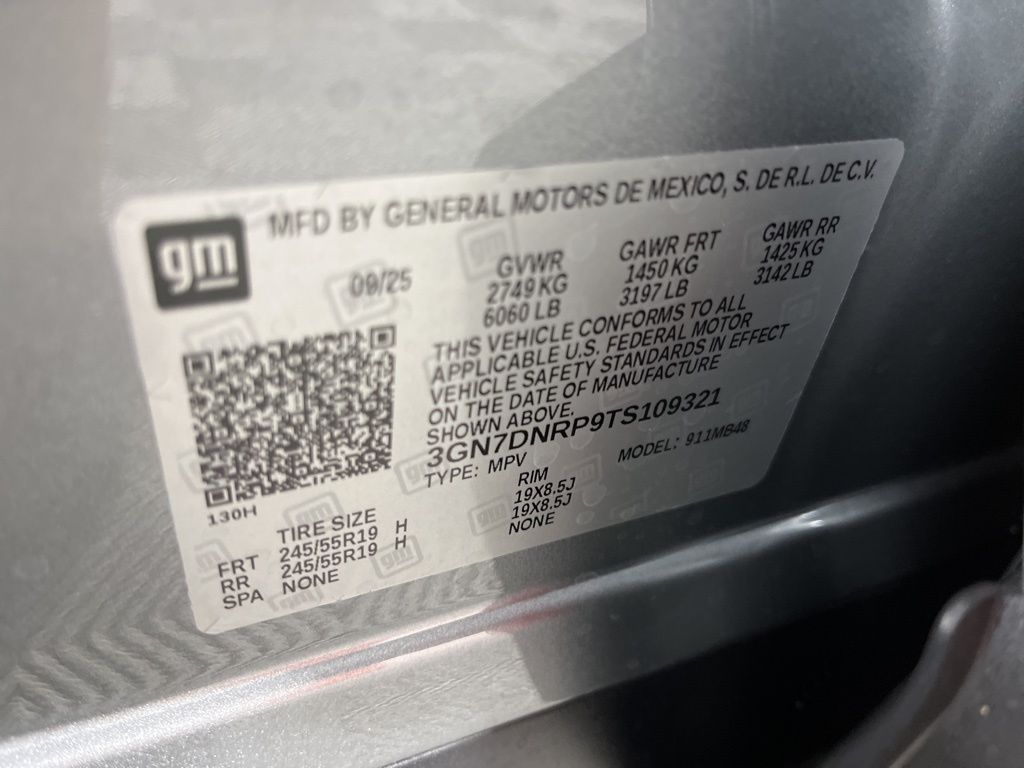 gm
MFD BY GENERAL MOTORS DE MEXICO, S. DE R.L. DE C.V.
09/25
GVWR
2749 KG
6060 LB
GAWR FRT
1450 KG
3197 LB
GAWR RR
1425 KG
3142 LB
THIS VEHICLE CONFORMS TO ALL
APPLICABLE U.S. FEDERAL MOTOR
VEHICLE SAFETY STANDARDS IN EFFECT
ON THE DATE OF MANUFACTURE
SHOWN ABOVE.
3GN7DNRP9TS109321
TYPE: MPV
MODEL: 911MB48
130H
TIRE SIZE
RIM
FRT 245/55R19 H 19X8.5J
RR 245/55R19 H 19X8.5J
SPA NONE NONE